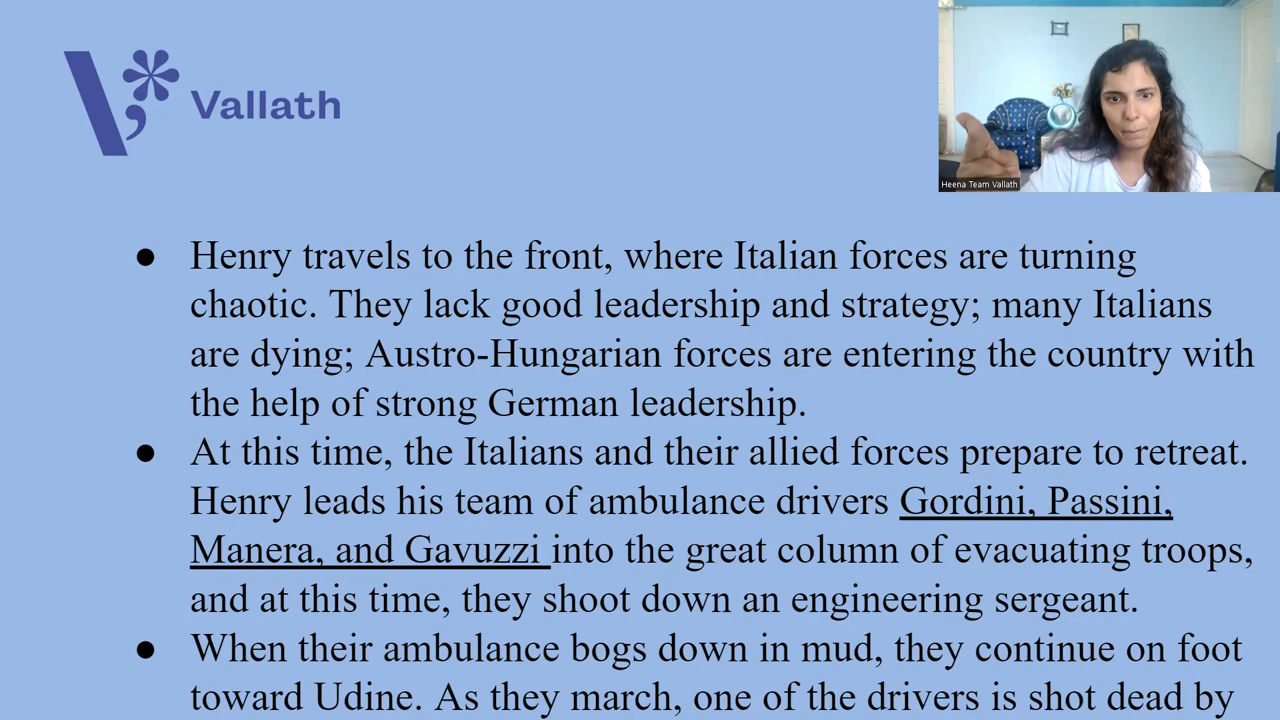 Vallath
Heena Team Vallath
● Henry travels to the front, where Italian forces are turning
chaotic. They lack good leadership and strategy; many Italians
are dying; Austro-Hungarian forces are entering the country with
the help of strong German leadership.
● At this time, the Italians and their allied forces prepare to retreat.
Henry leads his team of ambulance drivers Gordini, Passini,
Manera, and Gavuzzi into the great column of evacuating troops,
and at this time, they shoot down an engineering sergeant.
● When their ambulance bogs down in mud, they continue on foot
toward Udine. As they march, one of the drivers is shot dead by